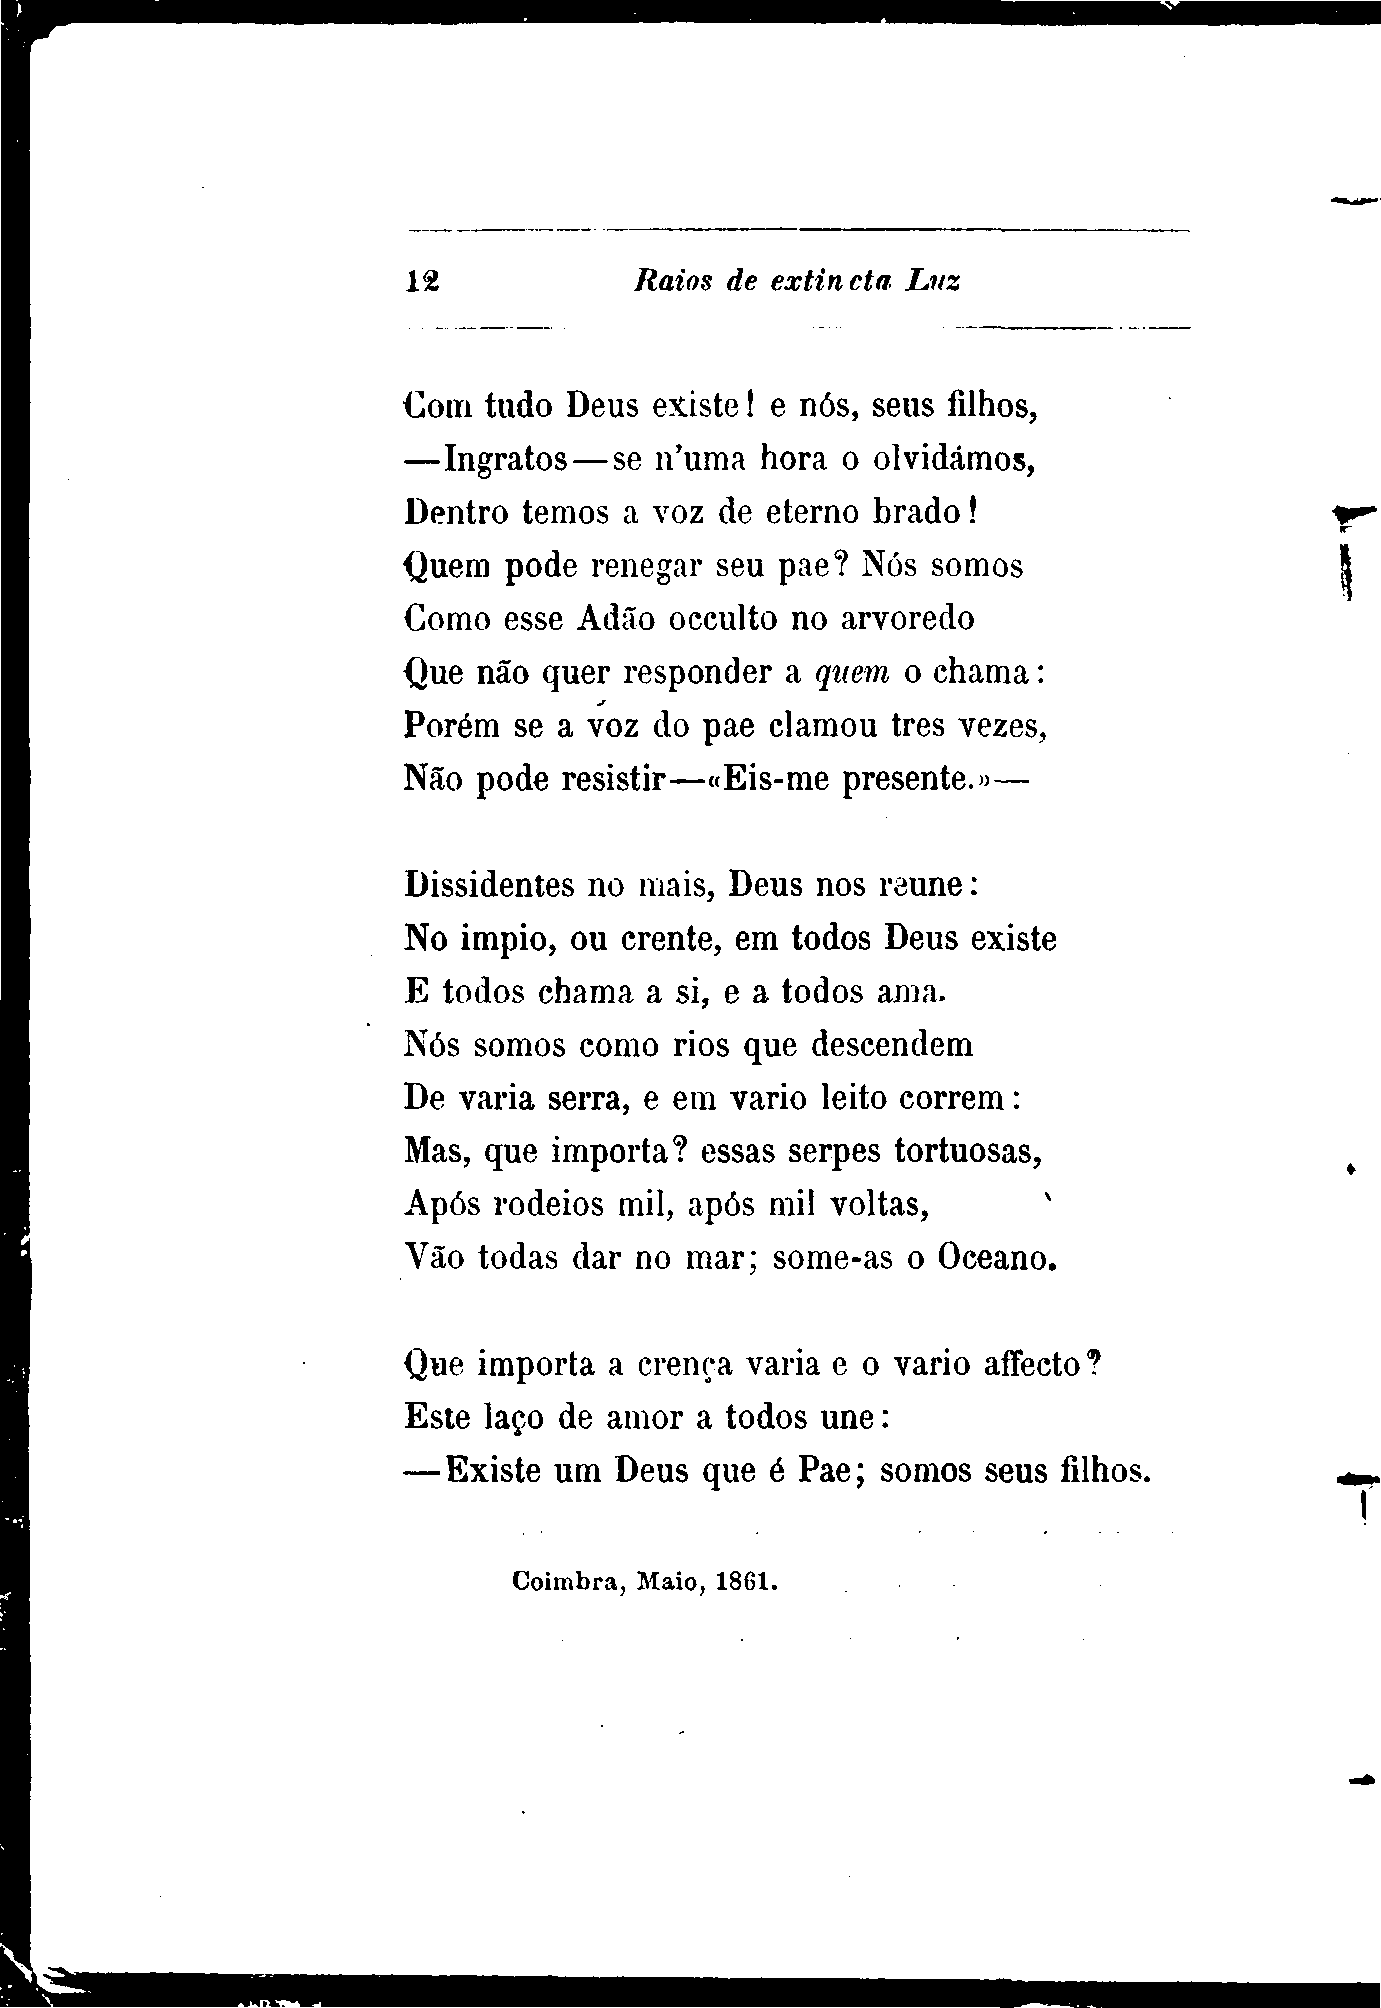 12 Raios de extincta Luz
Com tudo Deus existe! e nós, seus filhos,
—Ingratos—se n'uma hora o olvidámos,
Dentro temos a voz de eterno brado!
Quem pode renegar seu pae? Nós somos
Como esse Adão occulto no arvoredo
Que não quer responder a quem o chama:
Porém se a voz do pae clamou tres vezes,
Não pode resistir—«Eis-me presente.»—
Dissidentes no mais, Deus nos reune:
No impio, ou crente, em todos Deus existe
E todos chama a si, e a todos ama.
Nós somos como rios que descendem
De varia serra, e em vario leito correm:
Mas, que importa? essas serpes tortuosas,
Após rodeios mil, após mil voltas,
Vão todas dar no mar; some-as o Oceano.
Que importa a crença varia e o vario affecto?
Este laço de amor a todos une:
—Existe um Deus que é Pae; somos seus filhos.
Coimbra, Maio, 1861.